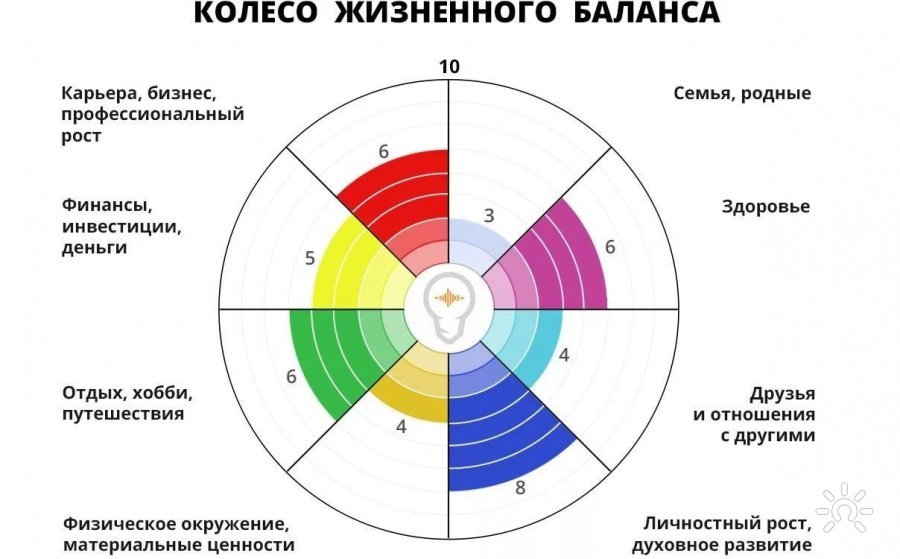 КОЛЕСО ЖИЗНЕННОГО БАЛАНСА
10
Карьера, бизнес,
профессиональный
рост
Семья, родные
6
Финансы,
инвестиции,
деньги
Здоровье
3
5
6
4
6
4
Отдых, хобби,
путешествия
Друзья
и отношения
с другими
8
Физическое окружение,
материальные ценности
Личностный рост,
духовное развитие